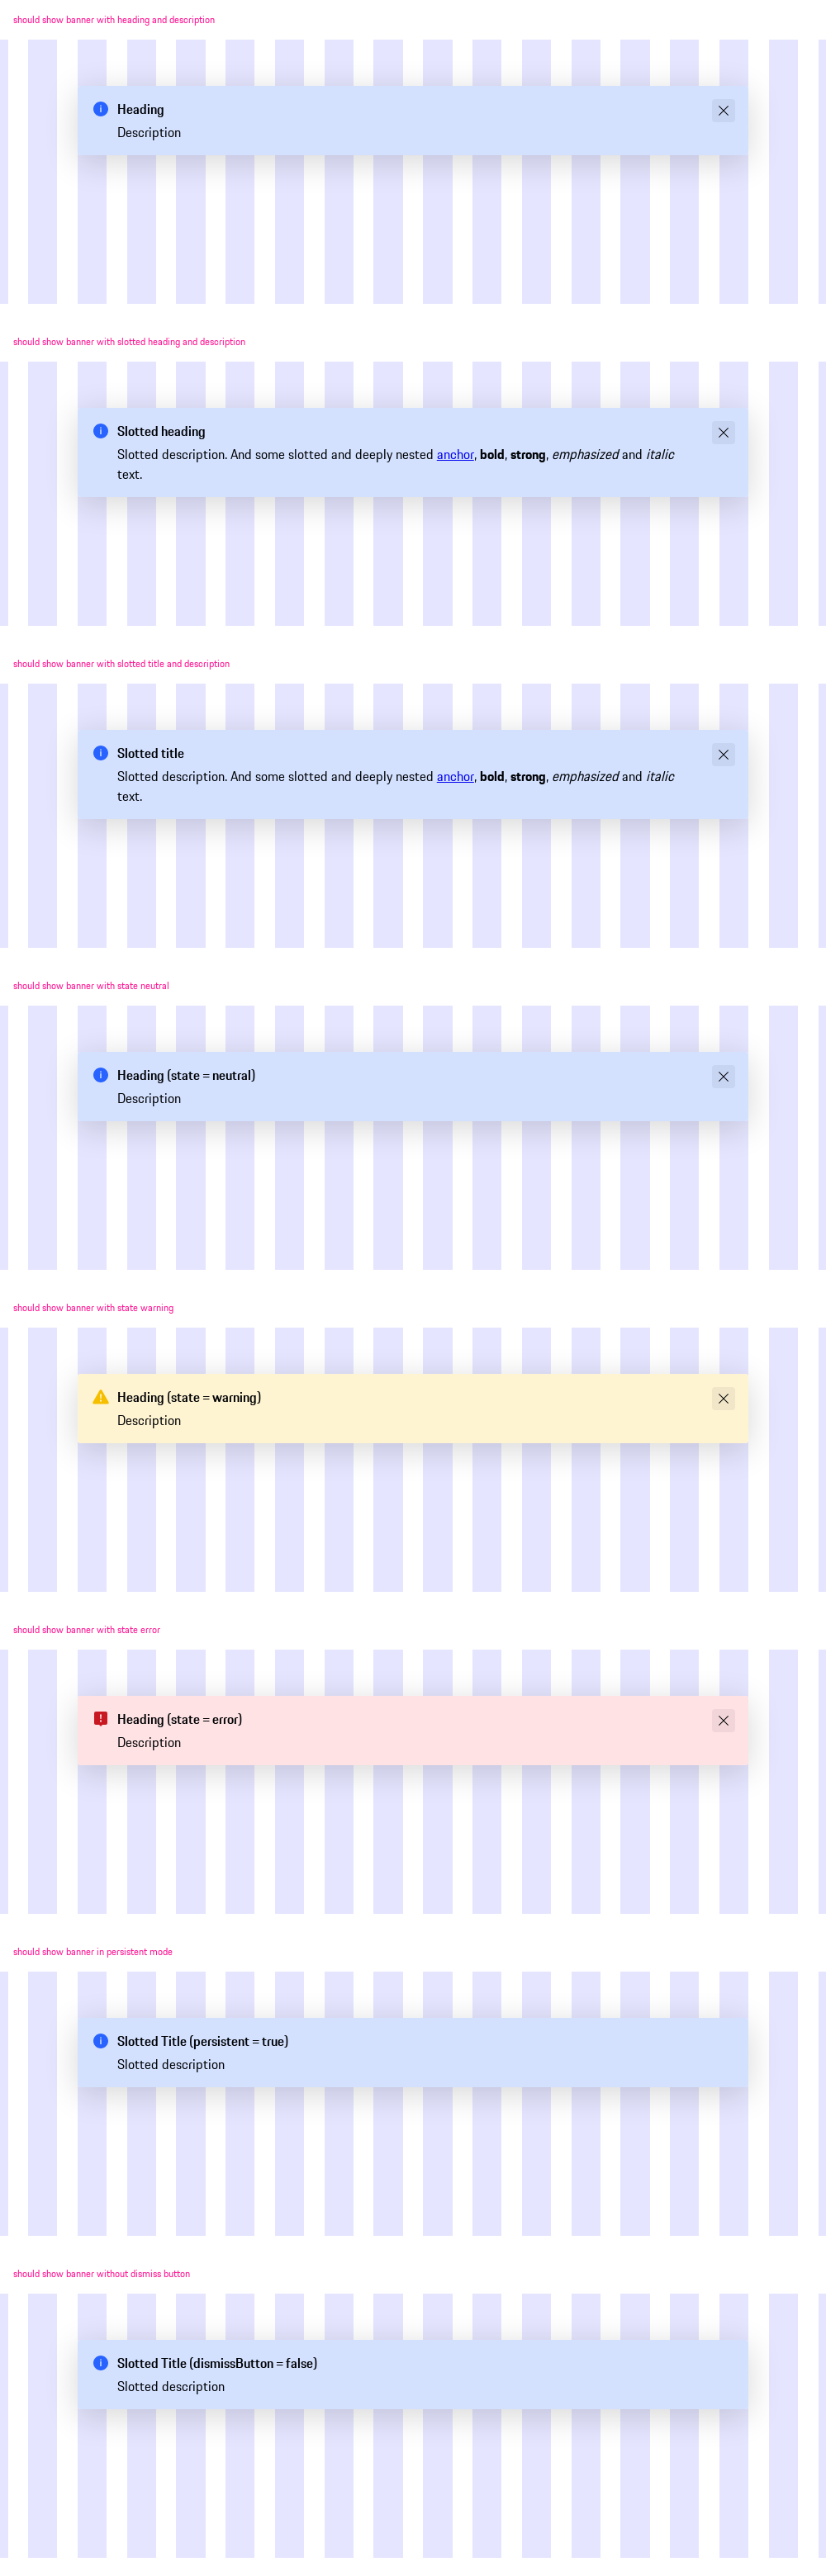 should show banner with heading and description
Heading
Description
should show banner with slotted heading and description
Slotted heading
Slotted description. And some slotted and deeply nested anchor, bold, strong, emphasized and italic
text.
should show banner with slotted title and description
Slotted title
Slotted description. And some slotted and deeply nested anchor, bold, strong, emphasized and italic
text.
should show banner with state neutral
Heading (state = neutral)
Description
should show banner with state warning
Heading (state = warning)
Description
should show banner with state error
Heading (state = error)
Description
should show banner in persistent mode
Slotted Title (persistent = true)
Slotted description
should show banner without dismiss button
Slotted Title (dismissButton = false)
Slotted description